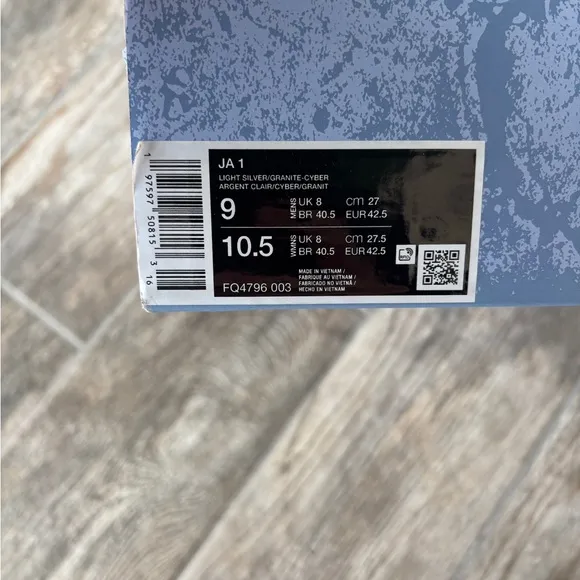 JA 1
LIGHT SILVER/GRANITE-CYBER
ARGENT CLAIR/CYBER/GRANIT
9 MENS UK 8 cm 27
BR 40.5 EUR 42.5
10.5 WMNS UK 8 cm 27.5
BR 40.5 EUR 42.5
MADE IN VIETNAM /
FABRIQUE AU VIETNAM /
FABRICADO NO VIETNÃ /
HECHO EN VIETNAM
FQ4796 003
1 97597 50815 3 16